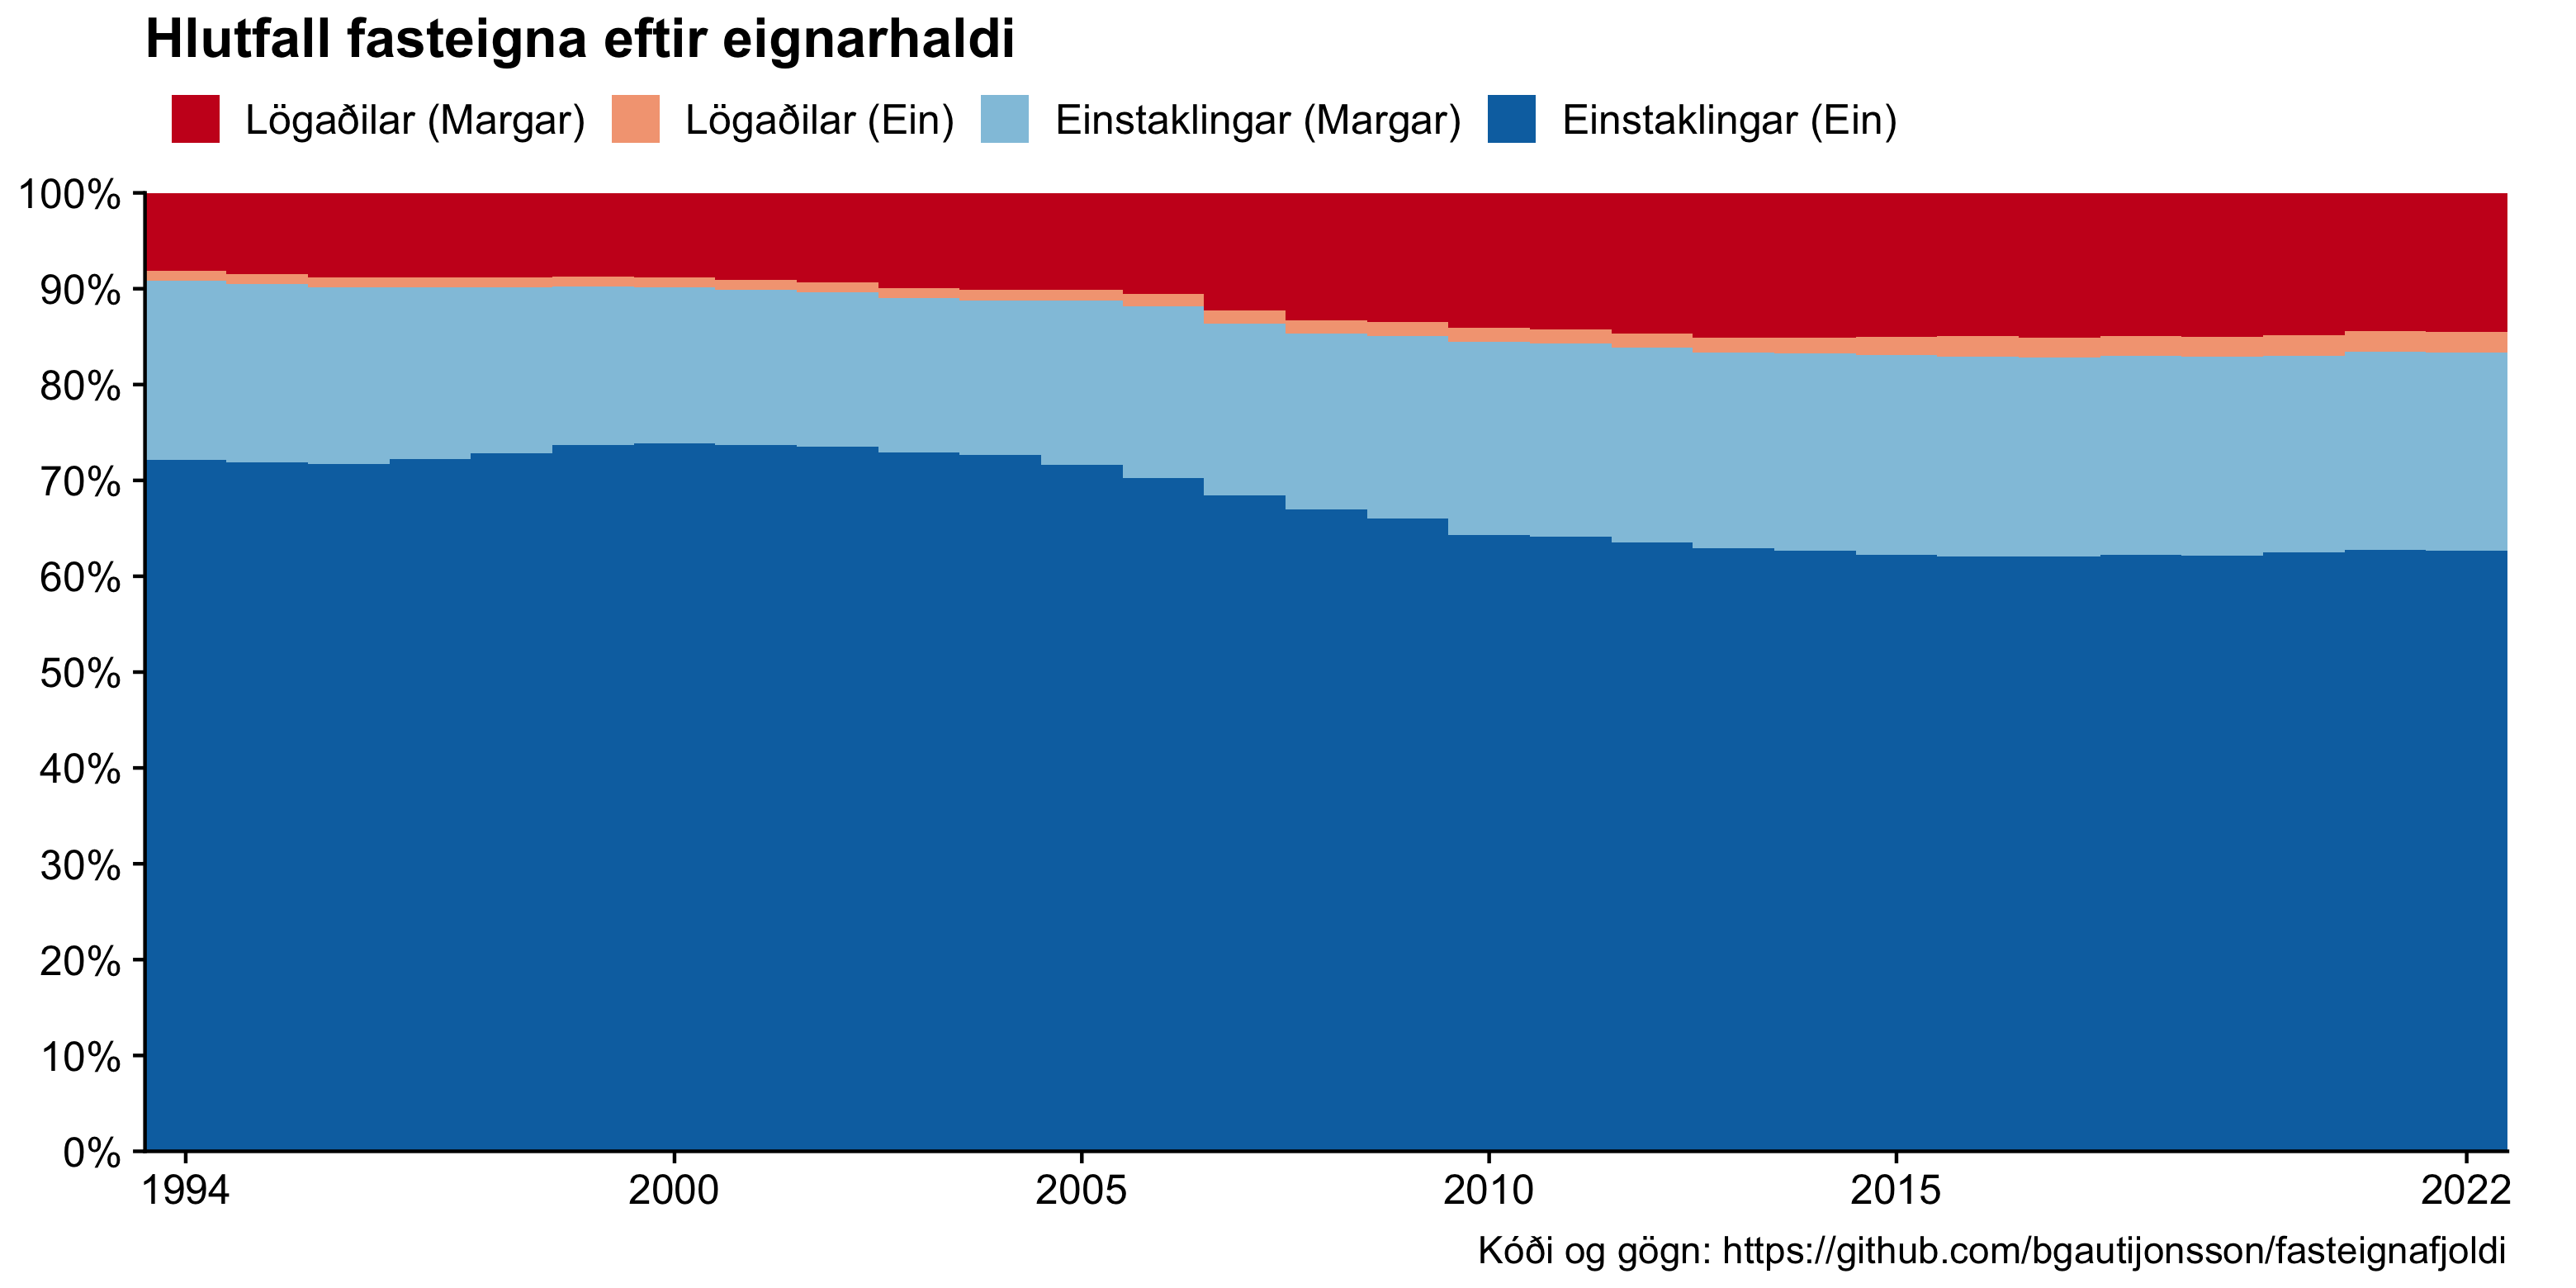 Hlutfall fasteigna eftir eignarhaldi
Lögaðilar (Margar) Lögaðilar (Ein) Einstaklingar (Margar) Einstaklingar (Ein)
100%
90%
80%
70%
60%
50%
40%
30%
20%
10%
0%
1994 2000 2005 2010 2015 2022
Kóði og gögn: https://github.com/bgautijonsson/fasteignafjoldi